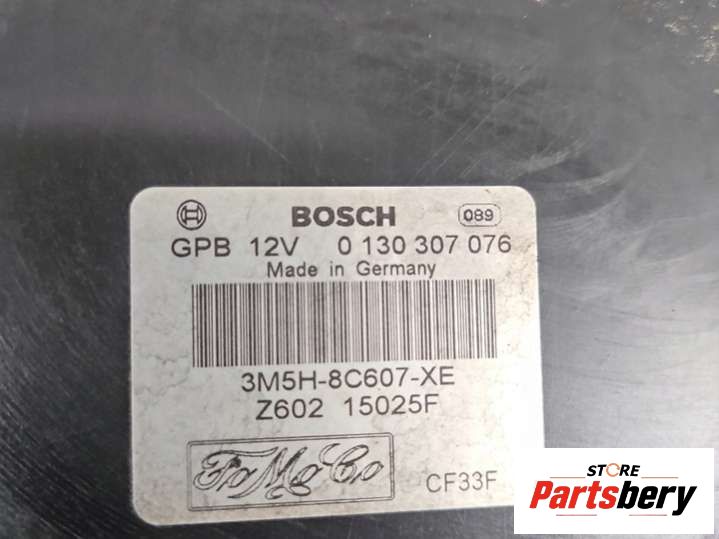 BOSCH 089
GPB 12V 0 130 307 076
Made in Germany
3M5H-8C607-XE
Z602 15025F
FoMoCo CF33F
STORE
Partsbery